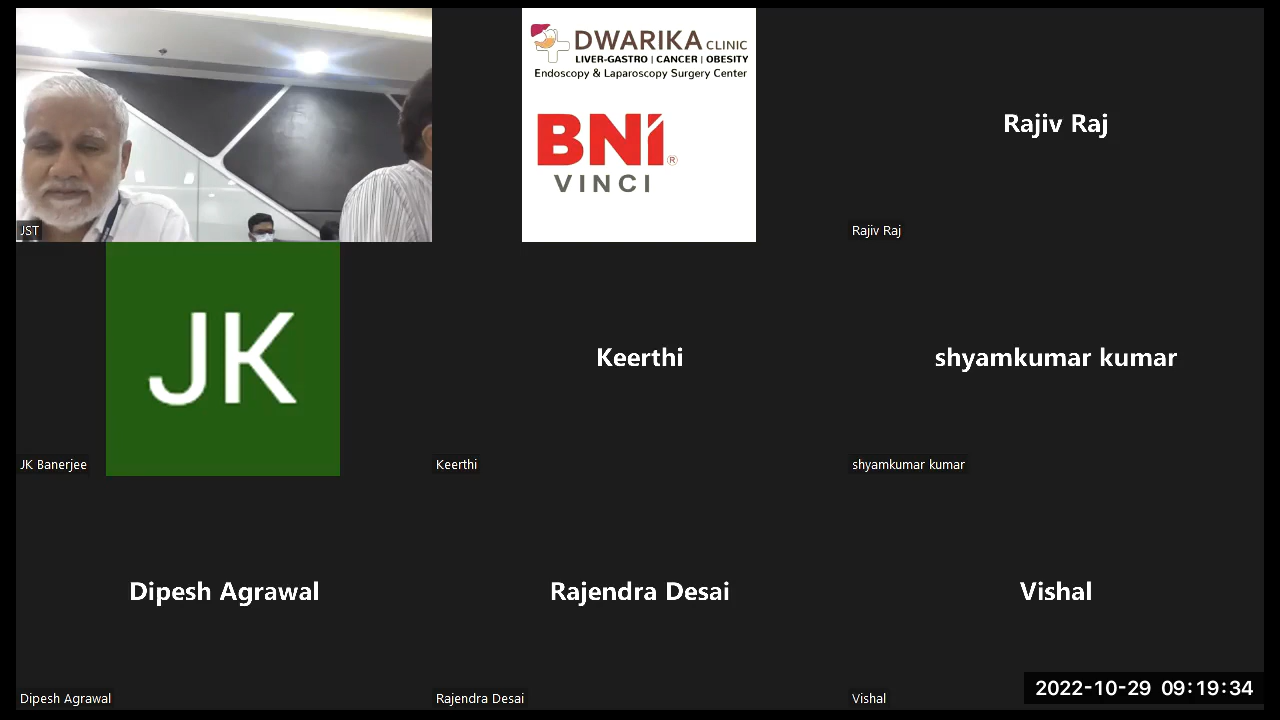 DWARIKA CLINIC
LIVER-GASTRO | CANCER | OBESITY
Endoscopy & Laparoscopy Surgery Center
BNI®
VINCI
Rajiv Raj
JST
Rajiv Raj
JK
Keerthi
shyamkumar kumar
JK Banerjee
Keerthi
shyamkumar kumar
Dipesh Agrawal
Rajendra Desai
Vishal
Dipesh Agrawal
Rajendra Desai
Vishal
2022-10-29 09:19:34